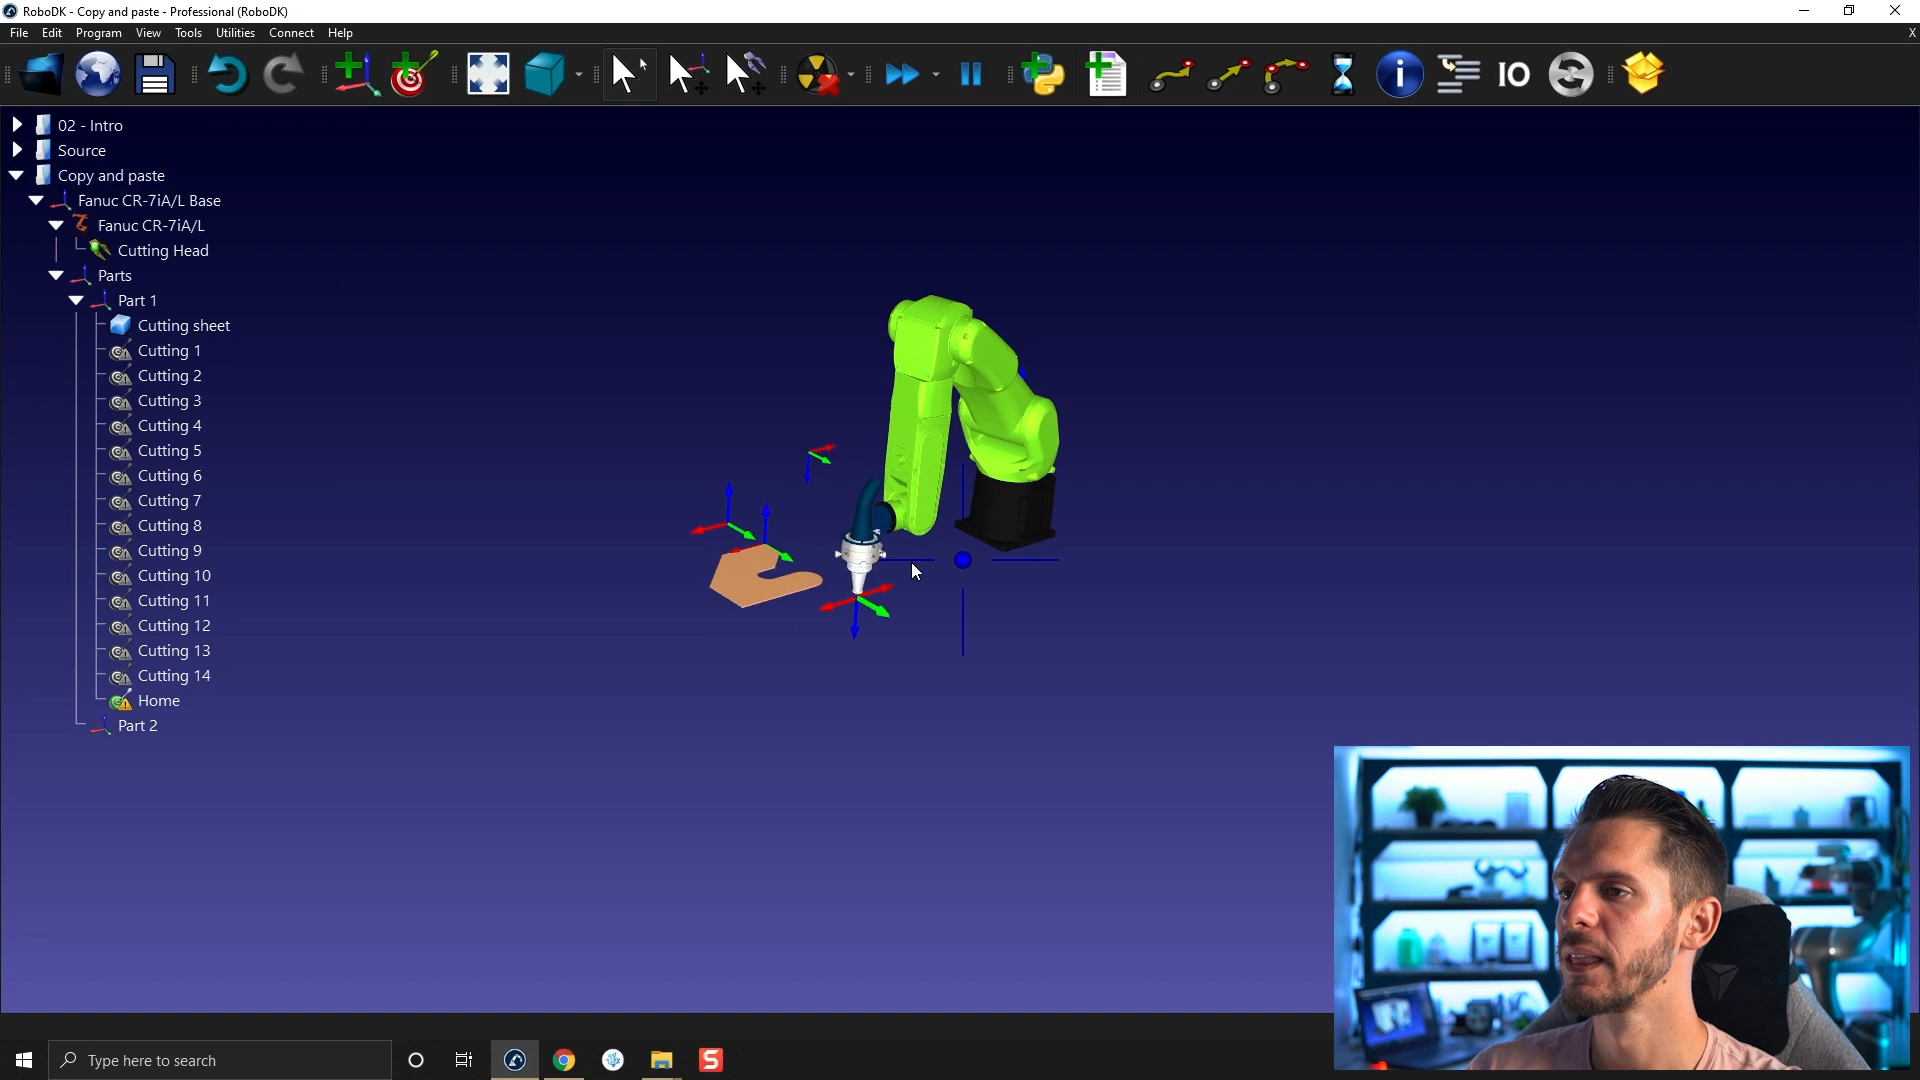 RoboDK - Copy and paste - Professional (RoboDK)
File Edit Program View Tools Utilities Connect Help X
IO
02 - Intro
Source
Copy and paste
Fanuc CR-7iA/L Base
Fanuc CR-7iA/L
Cutting Head
Parts
Part 1
Cutting sheet
Cutting 1
Cutting 2
Cutting 3
Cutting 4
Cutting 5
Cutting 6
Cutting 7
Cutting 8
Cutting 9
Cutting 10
Cutting 11
Cutting 12
Cutting 13
Cutting 14
Home
Part 2
Type here to search